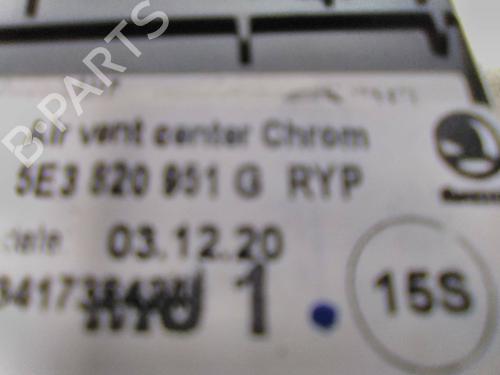 B-PARTS
Air vent center Chrom
5E3 820 951 G RYP
date 03.12.20
1
15S